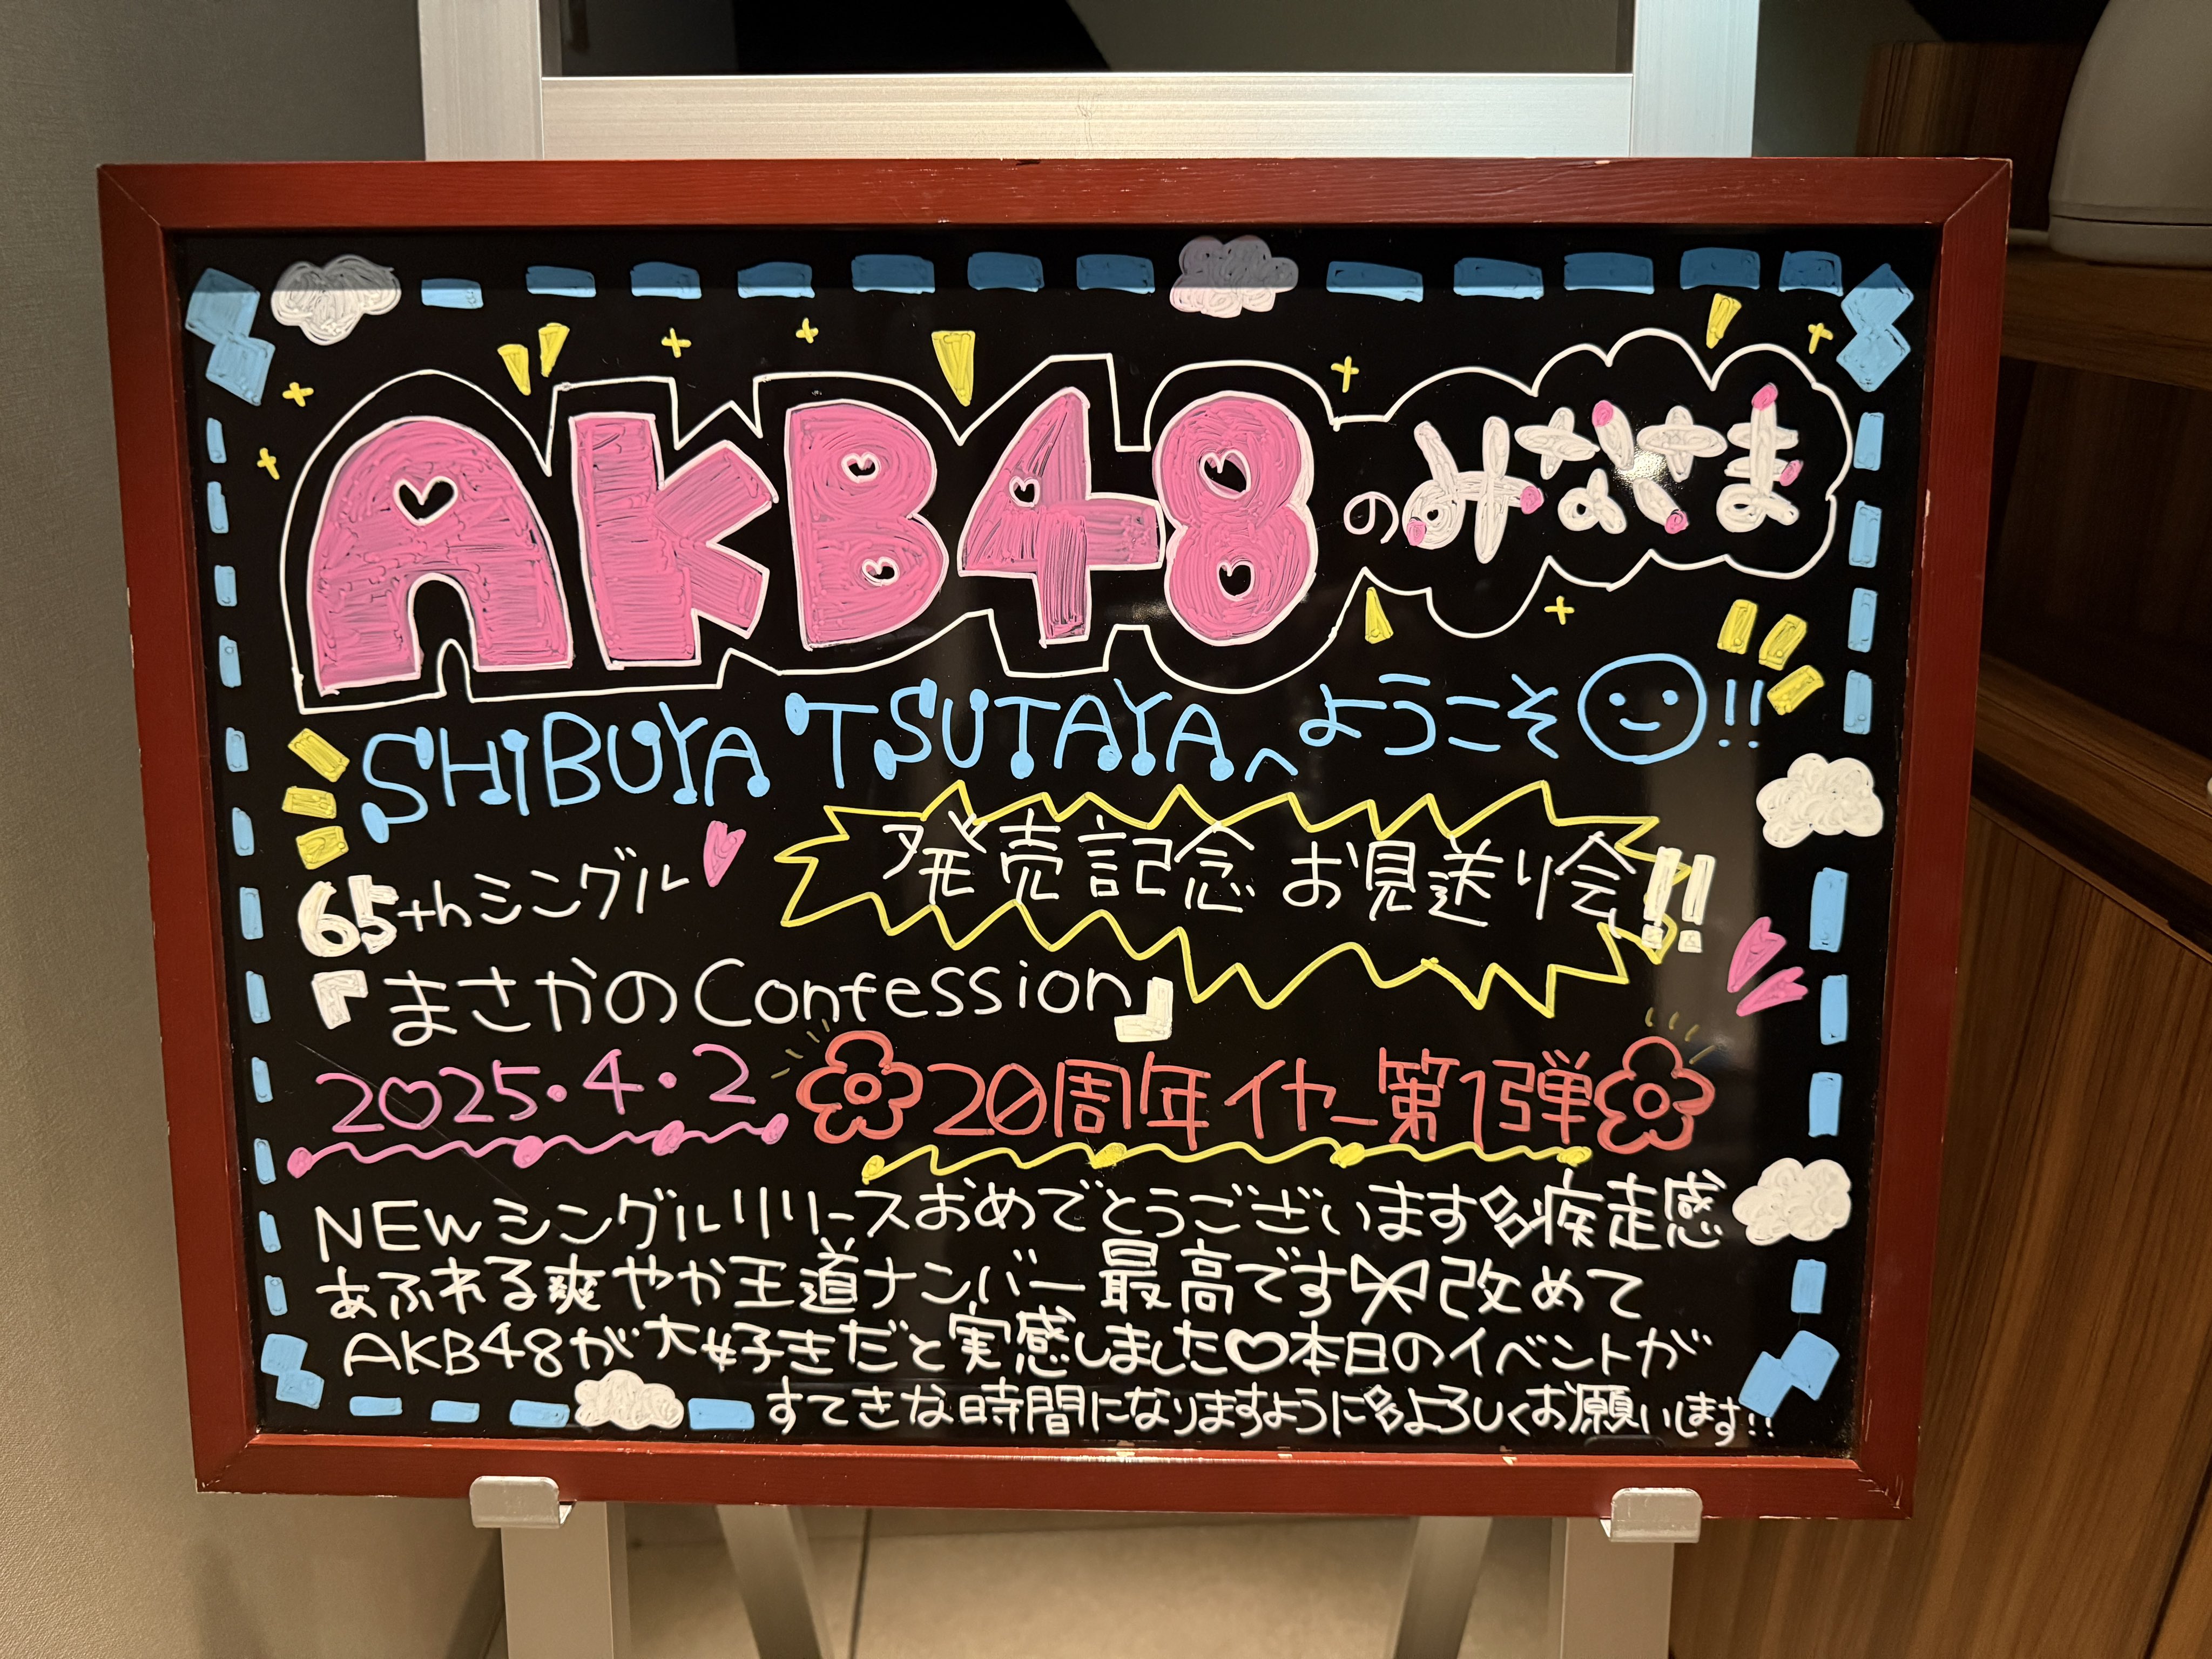 AKB48のみなさま
SHIBUYA TSUTAYAへようこそ!!
65thシングル
発売記念 お見送り会!!
『まさかのConfession』
2025.4.2
20周年イヤー第1弾
NEWシングルリリースおめでとうございます疾走感
あふれる爽やか王道ナンバー最高です改めて
AKB48が大好きだと実感しました♡本日のイベントが
すてきな時間になりますようによろしくお願いします!!